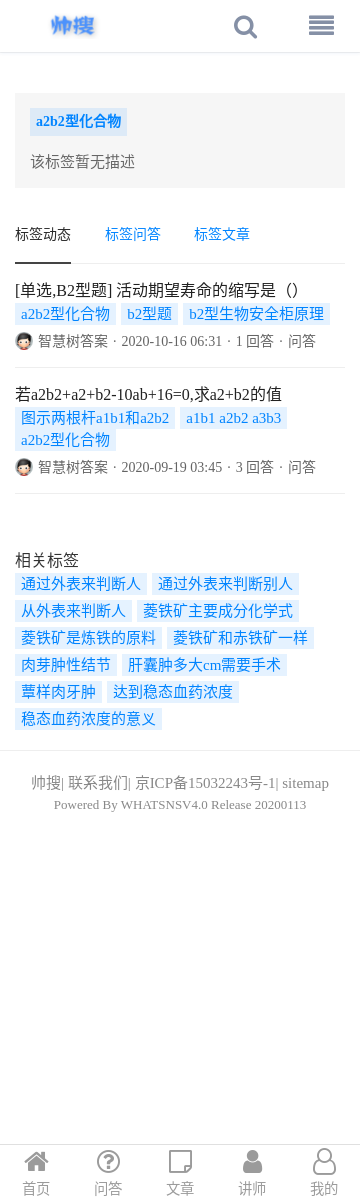 帅搜
a2b2型化合物
该标签暂无描述
标签动态 标签问答 标签文章
[单选,B2型题] 活动期望寿命的缩写是（）
a2b2型化合物 b2型题 b2型生物安全柜原理
智慧树答案 · 2020-10-16 06:31 · 1 回答 · 问答
若a2b2+a2+b2-10ab+16=0,求a2+b2的值
图示两根杆a1b1和a2b2 a1b1 a2b2 a3b3
a2b2型化合物
智慧树答案 · 2020-09-19 03:45 · 3 回答 · 问答
相关标签
通过外表来判断人 通过外表来判断别人
从外表来判断人 菱铁矿主要成分化学式
菱铁矿是炼铁的原料 菱铁矿和赤铁矿一样
肉芽肿性结节 肝囊肿多大cm需要手术
蕈样肉牙肿 达到稳态血药浓度
稳态血药浓度的意义
帅搜| 联系我们| 京ICP备15032243号-1| sitemap
Powered By WHATSNSV4.0 Release 20200113
首页 问答 文章 讲师 我的